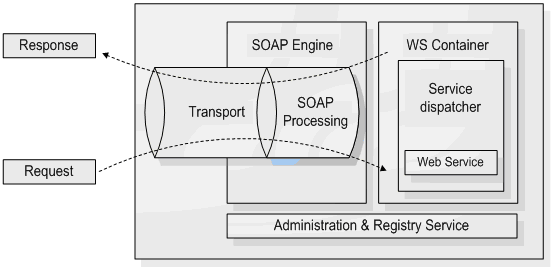 Response
SOAP Engine
WS Container
Service
dispatcher
Transport
SOAP
Processing
Web Service
Request
Administration & Registry Service